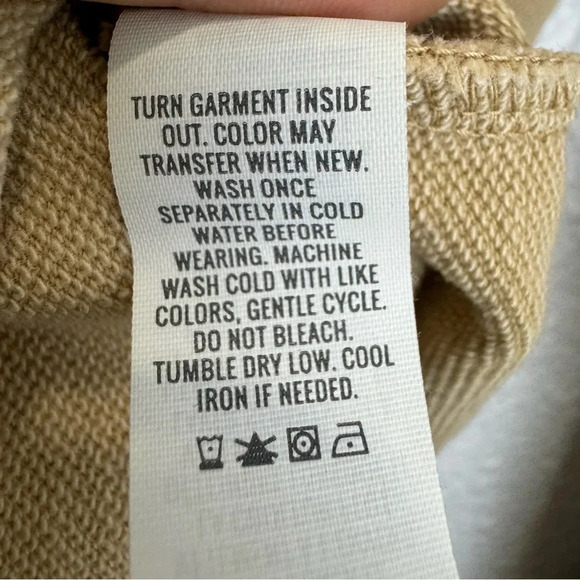 TURN GARMENT INSIDE
OUT. COLOR MAY
TRANSFER WHEN NEW.
WASH ONCE
SEPARATELY IN COLD
WATER BEFORE
WEARING. MACHINE
WASH COLD WITH LIKE
COLORS, GENTLE CYCLE.
DO NOT BLEACH.
TUMBLE DRY LOW. COOL
IRON IF NEEDED.